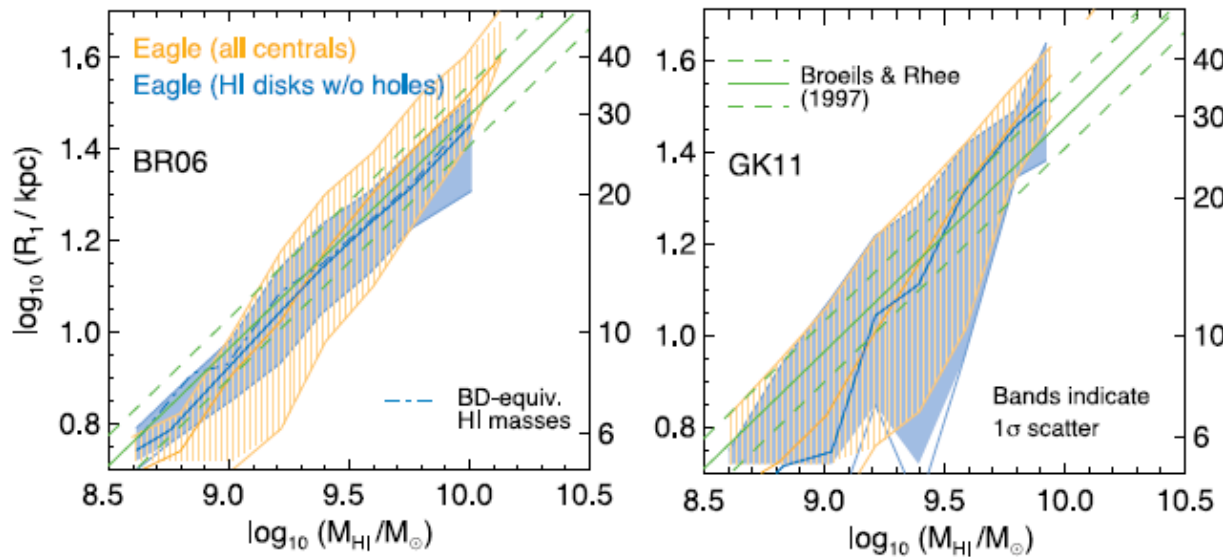 Eagle (all centrals)
Eagle (HI disks w/o holes)
BR06
BD-equiv.
HI masses
log10 (R1 / kpc)
1.6
1.4
1.2
1.0
0.8
40
30
20
10
6
8.5 9.0 9.5 10.0 10.5
log10 (MHI/M⊙)
Broeils & Rhee
(1997)
GK11
Bands indicate
1σ scatter
1.6
1.4
1.2
1.0
0.8
40
30
20
10
6
8.5 9.0 9.5 10.0 10.5
log10 (MHI/M⊙)